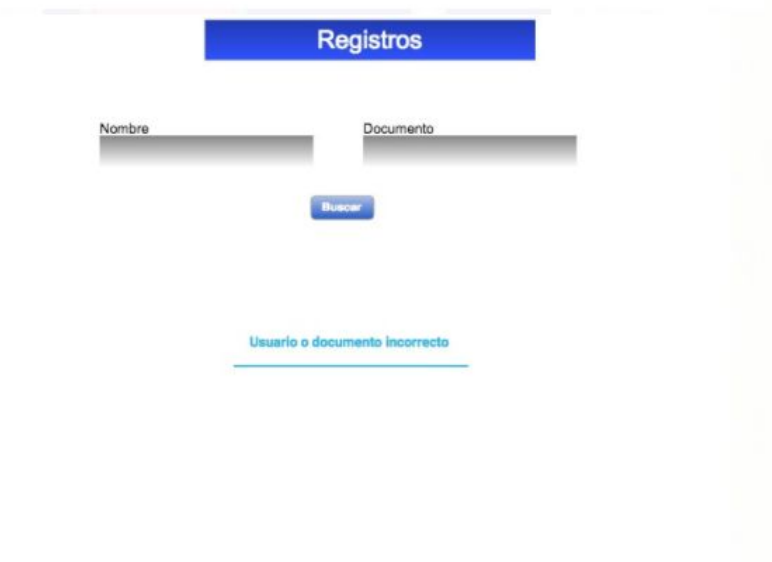 Registros
Nombre
Documento
Buscar
Usuario o documento incorrecto